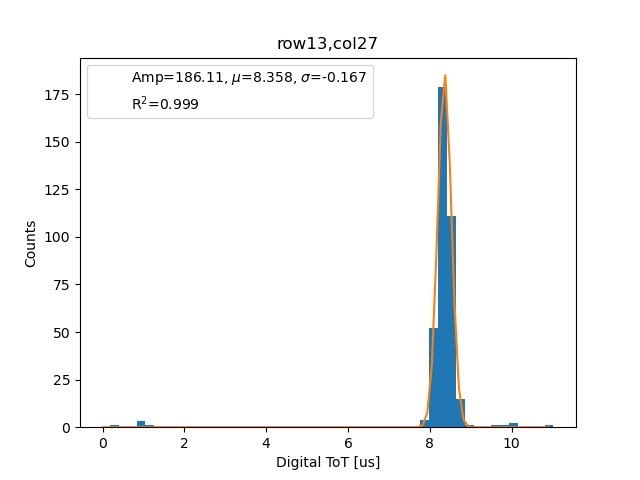 row13,col27
Amp=186.11, μ=8.358, σ=-0.167
R²=0.999
175
150
125
100
75
50
25
0
Counts
0 2 4 6 8 10
Digital ToT [us]